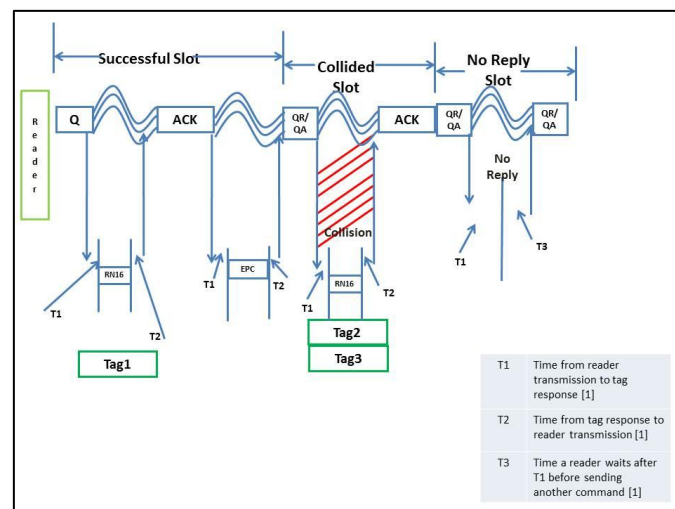 Successful Slot
Collided
Slot
No Reply
Slot
Reader
Q
ACK
QR/
QA
ACK
QR/
QA
QR/
QA
No
Reply
Collision
T1
RN16
T2
T1
EPC
T2
T1
RN16
T2
T1
T3
Tag1
Tag2
Tag3
T1 Time from reader
transmission to tag
response [1]
T2 Time from tag response to
reader transmission [1]
T3 Time a reader waits after
T1 before sending
another command [1]